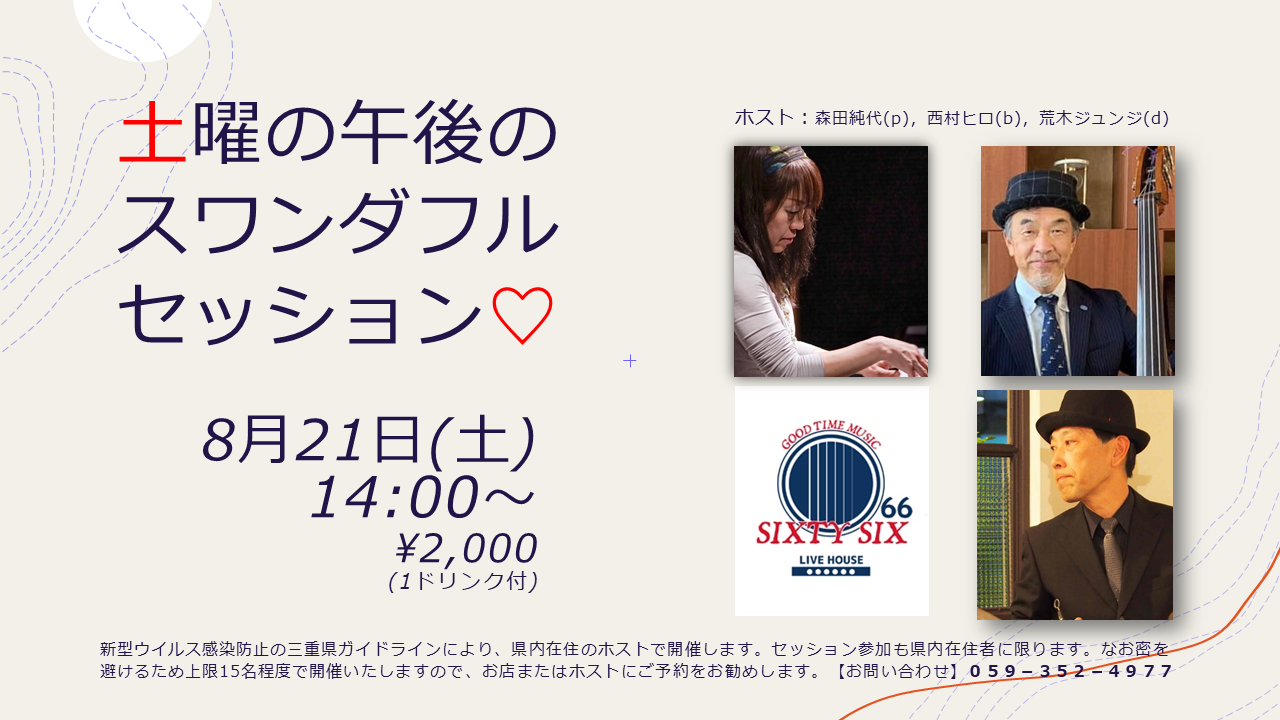 土曜の午後の
スワンダフル
セッション♡
8月21日(土)
14:00～
¥2,000
(1ドリンク付)
ホスト：森田純代(p)，西村ヒロ(b)，荒木ジュンジ(d)
GOOD TIME MUSIC
66
SIXTY SIX
LIVE HOUSE
新型ウイルス感染防止の三重県ガイドラインにより、県内在住のホストで開催します。セッション参加も県内在住者に限ります。なお密を
避けるため上限15名程度で開催いたしますので、お店またはホストにご予約をお勧めします。【お問い合わせ】０５９－３５２－４９７７